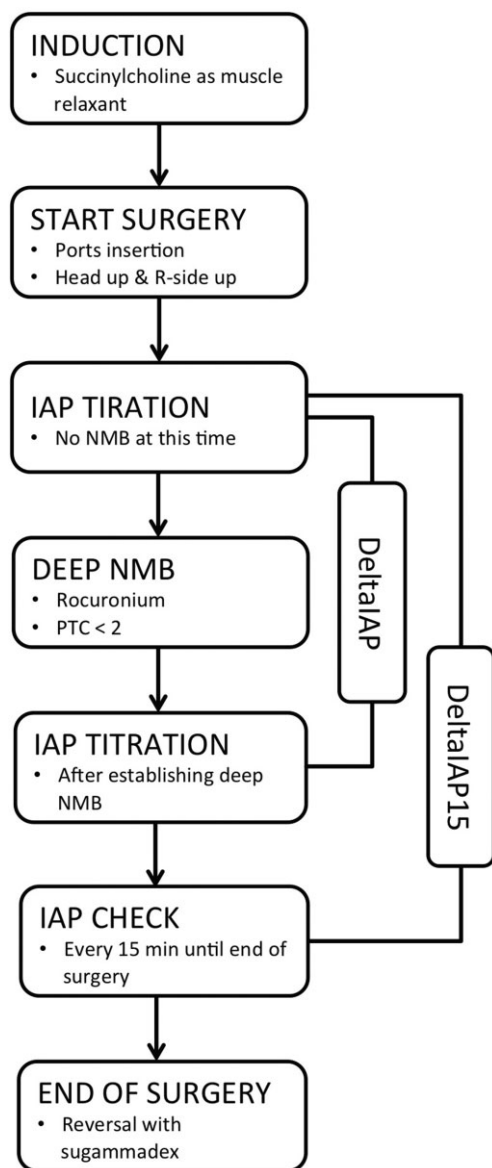 INDUCTION
• Succinylcholine as muscle
relaxant
START SURGERY
• Ports insertion
• Head up & R-side up
IAP TIRATION
• No NMB at this time
DEEP NMB
• Rocuronium
• PTC < 2
DeltaIAP
DeltaIAP15
IAP TITRATION
• After establishing deep
NMB
IAP CHECK
• Every 15 min until end of
surgery
END OF SURGERY
• Reversal with
sugammadex